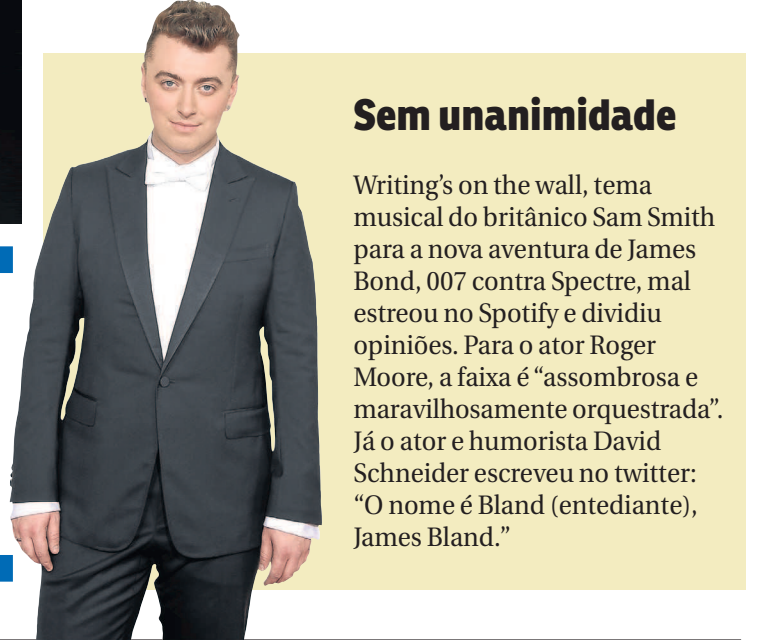 Sem unanimidade
Writing’s on the wall, tema
musical do britânico Sam Smith
para a nova aventura de James
Bond, 007 contra Spectre, mal
estreou no Spotify e dividiu
opiniões. Para o ator Roger
Moore, a faixa é “assombrosa e
maravilhosamente orquestrada”.
Já o ator e humorista David
Schneider escreveu no twitter:
“O nome é Bland (entediante),
James Bland.”